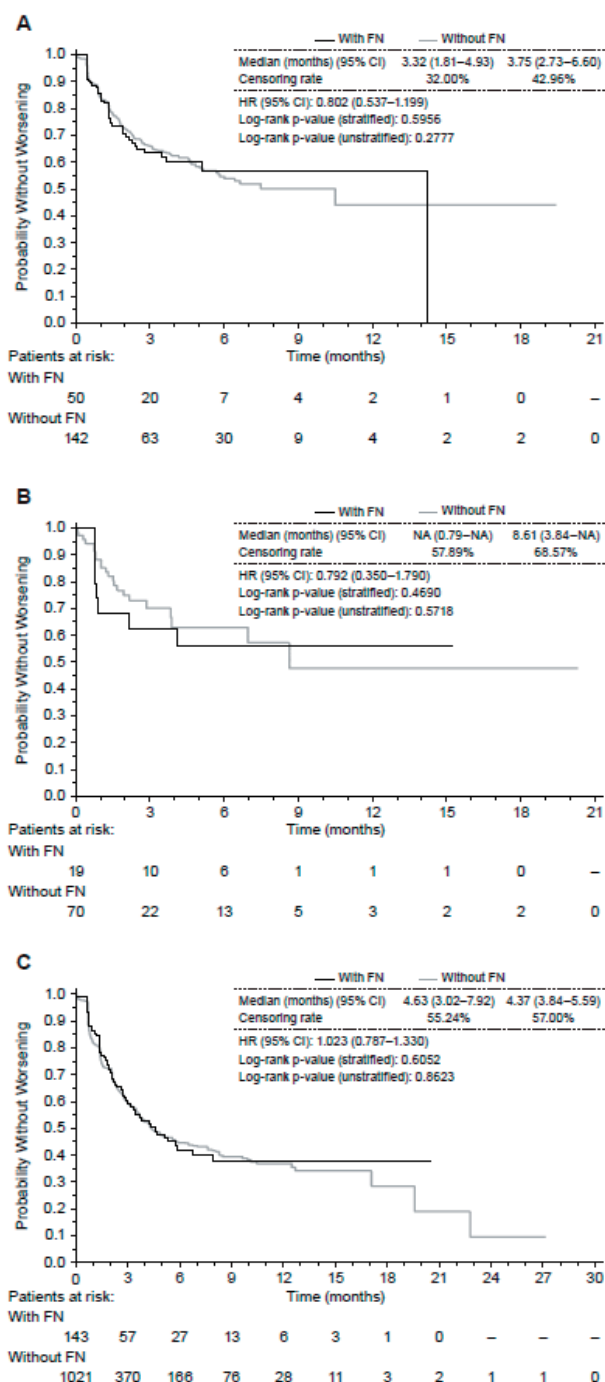 A
With FN Without FN
Median (months) (95% CI) 3.32 (1.81–4.93) 3.75 (2.73–6.60)
Censoring rate 32.00% 42.96%
HR (95% CI): 0.802 (0.537–1.199)
Log-rank p-value (stratified): 0.5956
Log-rank p-value (unstratified): 0.2777
Probability Without Worsening
1.0
0.9
0.8
0.7
0.6
0.5
0.4
0.3
0.2
0.1
0.0
0 3 6 9 12 15 18 21
Patients at risk: Time (months)
With FN
50 20 7 4 2 1 0 –
Without FN
142 63 30 9 4 2 2 0
B
With FN Without FN
Median (months) (95% CI) NA (0.79–NA) 8.61 (3.84–NA)
Censoring rate 57.89% 68.57%
HR (95% CI): 0.792 (0.350–1.790)
Log-rank p-value (stratified): 0.4690
Log-rank p-value (unstratified): 0.5718
Probability Without Worsening
1.0
0.9
0.8
0.7
0.6
0.5
0.4
0.3
0.2
0.1
0.0
0 3 6 9 12 15 18 21
Patients at risk: Time (months)
With FN
19 10 6 1 1 1 0 –
Without FN
70 22 13 5 3 2 2 0
C
With FN Without FN
Median (months) (95% CI) 4.63 (3.02–7.92) 4.37 (3.84–5.59)
Censoring rate 55.24% 57.00%
HR (95% CI): 1.023 (0.787–1.330)
Log-rank p-value (stratified): 0.6052
Log-rank p-value (unstratified): 0.8623
Probability Without Worsening
1.0
0.9
0.8
0.7
0.6
0.5
0.4
0.3
0.2
0.1
0.0
0 3 6 9 12 15 18 21 24 27 30
Patients at risk: Time (months)
With FN
143 57 27 13 6 3 1 0 – – –
Without FN
1021 370 166 76 28 11 3 2 1 1 0